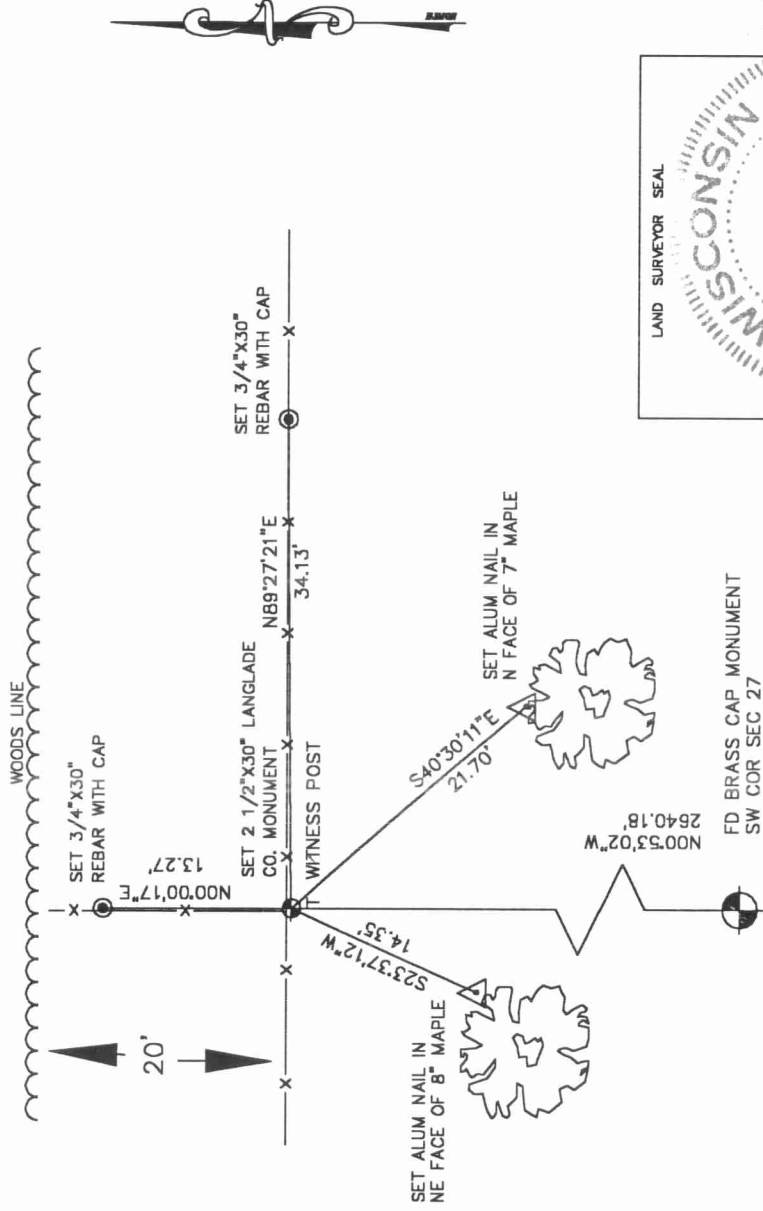 WOODS LINE
SET 3/4"X30"
REBAR WITH CAP
N00°00'17"E
13.27'
20'
SET 2 1/2"X30" LANGLADE
CO. MONUMENT
WITNESS POST
N89°27'21"E
34.13'
SET 3/4"X30"
REBAR WITH CAP
S23°37'12"W
14.35'
S40°30'11"E
21.70'
SET ALUM NAIL IN
NE FACE OF 8" MAPLE
SET ALUM NAIL IN
N FACE OF 7" MAPLE
N00°53'02"W
2640.18'
FD BRASS CAP MONUMENT
SW COR SEC 27
LAND SURVEYOR SEAL
WISCONSIN